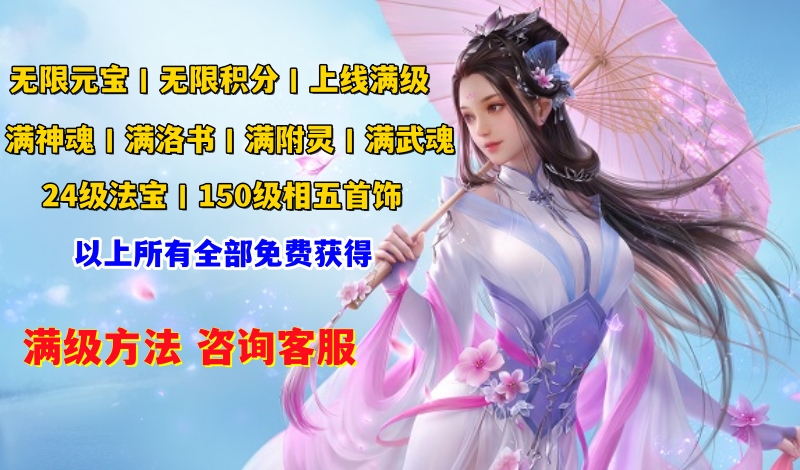 无限元宝丨无限积分丨上线满级
满神魂丨满洛书丨满附灵丨满武魂
24级法宝丨150级相五首饰
以上所有全部免费获得
满级方法 咨询客服